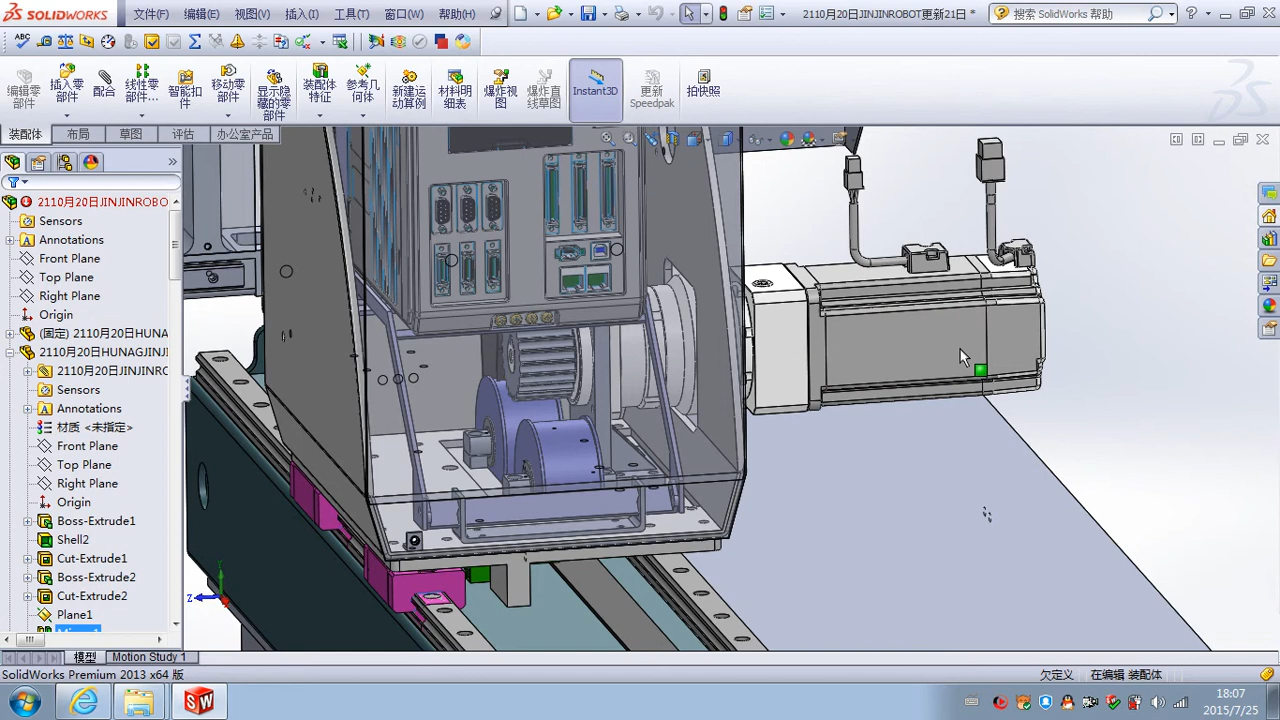 SOLIDWORKS
文件(F) 编辑(E) 视图(V) 插入(I) 工具(T) 窗口(W) 帮助(H)
2110月20日JINJINROBOT更新21日 *
搜索 SolidWorks 帮助
编辑零部件
插入零部件
配合
线性零部件...
智能扣件
移动零部件
显示隐藏的零部件
装配体特征
参考几何体
新建运动算例
材料明细表
爆炸视图
爆炸直线草图
Instant3D
更新 Speedpak
拍快照
装配体 布局 草图 评估 办公室产品
2110月20日JINJINROBO
Sensors
Annotations
Front Plane
Top Plane
Right Plane
Origin
(固定) 2110月20日HUNA
2110月20日HUNAGJINJ
2110月20日JINJINRO
Sensors
Annotations
材质 <未指定>
Front Plane
Top Plane
Right Plane
Origin
Boss-Extrude1
Shell2
Cut-Extrude1
Boss-Extrude2
Cut-Extrude2
Plane1
Y
Z
模型 Motion Study 1
SolidWorks Premium 2013 x64 版
欠定义 在编辑 装配体
18:07
2015/7/25